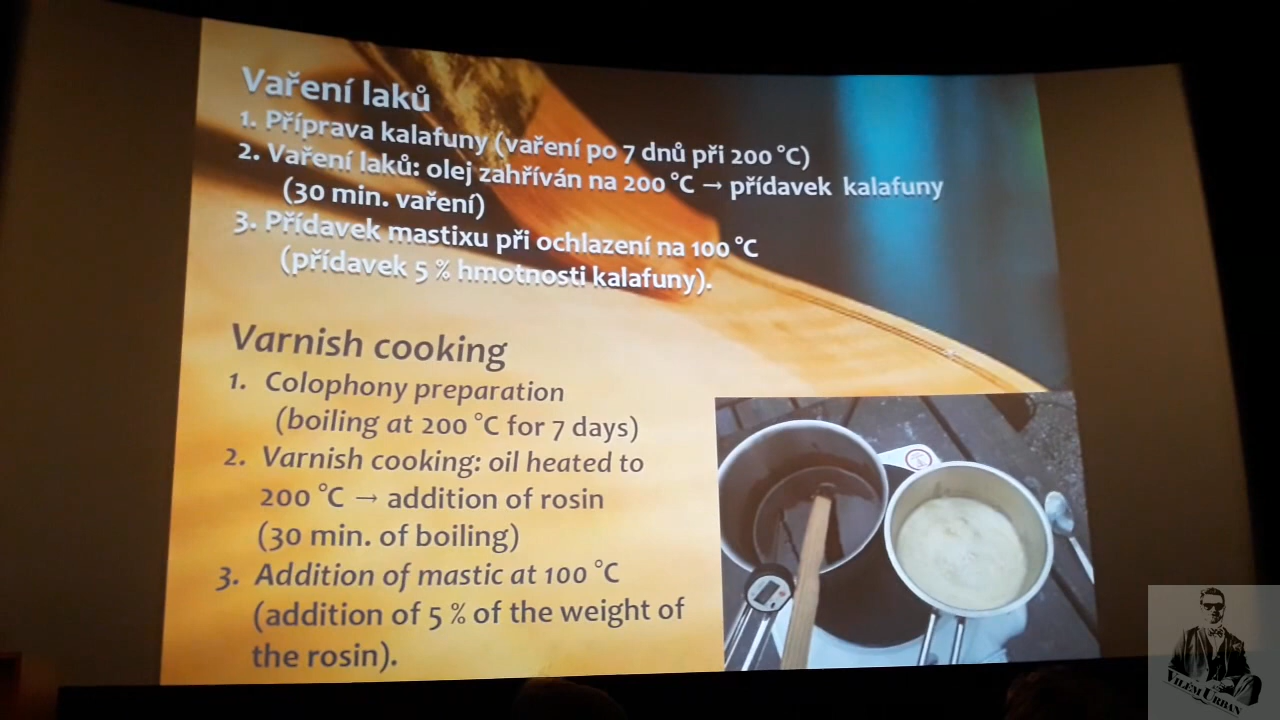 Vaření laků
1. Příprava kalafuny (vaření po 7 dnů při 200 °C)
2. Vaření laků: olej zahříván na 200 °C → přídavek kalafuny
(30 min. vaření)
3. Přídavek mastixu při ochlazení na 100 °C
(přídavek 5 % hmotnosti kalafuny).
Varnish cooking
1. Colophony preparation
(boiling at 200 °C for 7 days)
2. Varnish cooking: oil heated to
200 °C → addition of rosin
(30 min. of boiling)
3. Addition of mastic at 100 °C
(addition of 5 % of the weight of
the rosin).
VILÉM URBAN